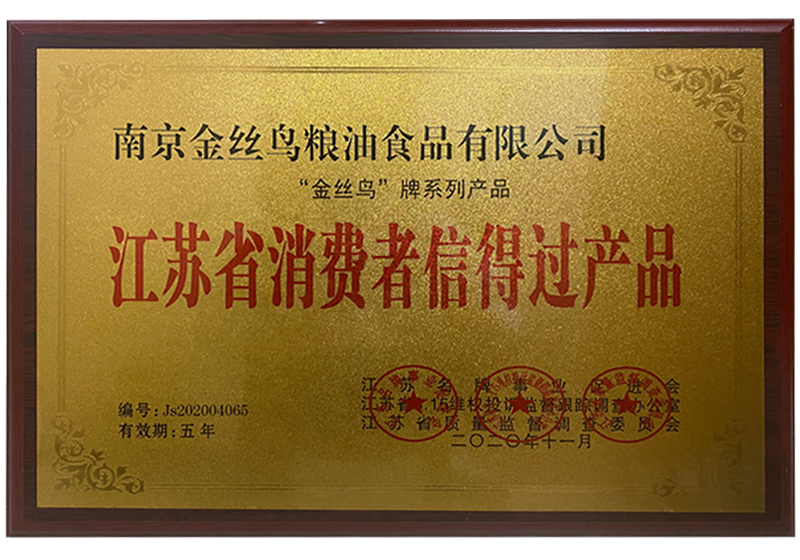 南京金丝鸟粮油食品有限公司
“金丝鸟”牌系列产品
江苏省消费者信得过产品
编号:Js202004065
有效期:五年
江苏名牌事业促进会
江苏省3.15维权投诉监督跟踪调查办公室
江苏省质量监督调查委员会
二〇二〇年十一月